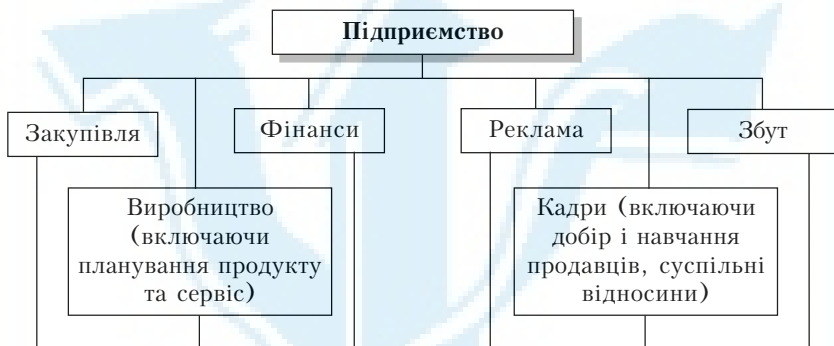 Підприємство
Закупівля
Фінанси
Реклама
Збут
Виробництво
(включаючи
планування продукту
та сервіс)
Кадри (включаючи
добір і навчання
продавців, суспільні
відносини)